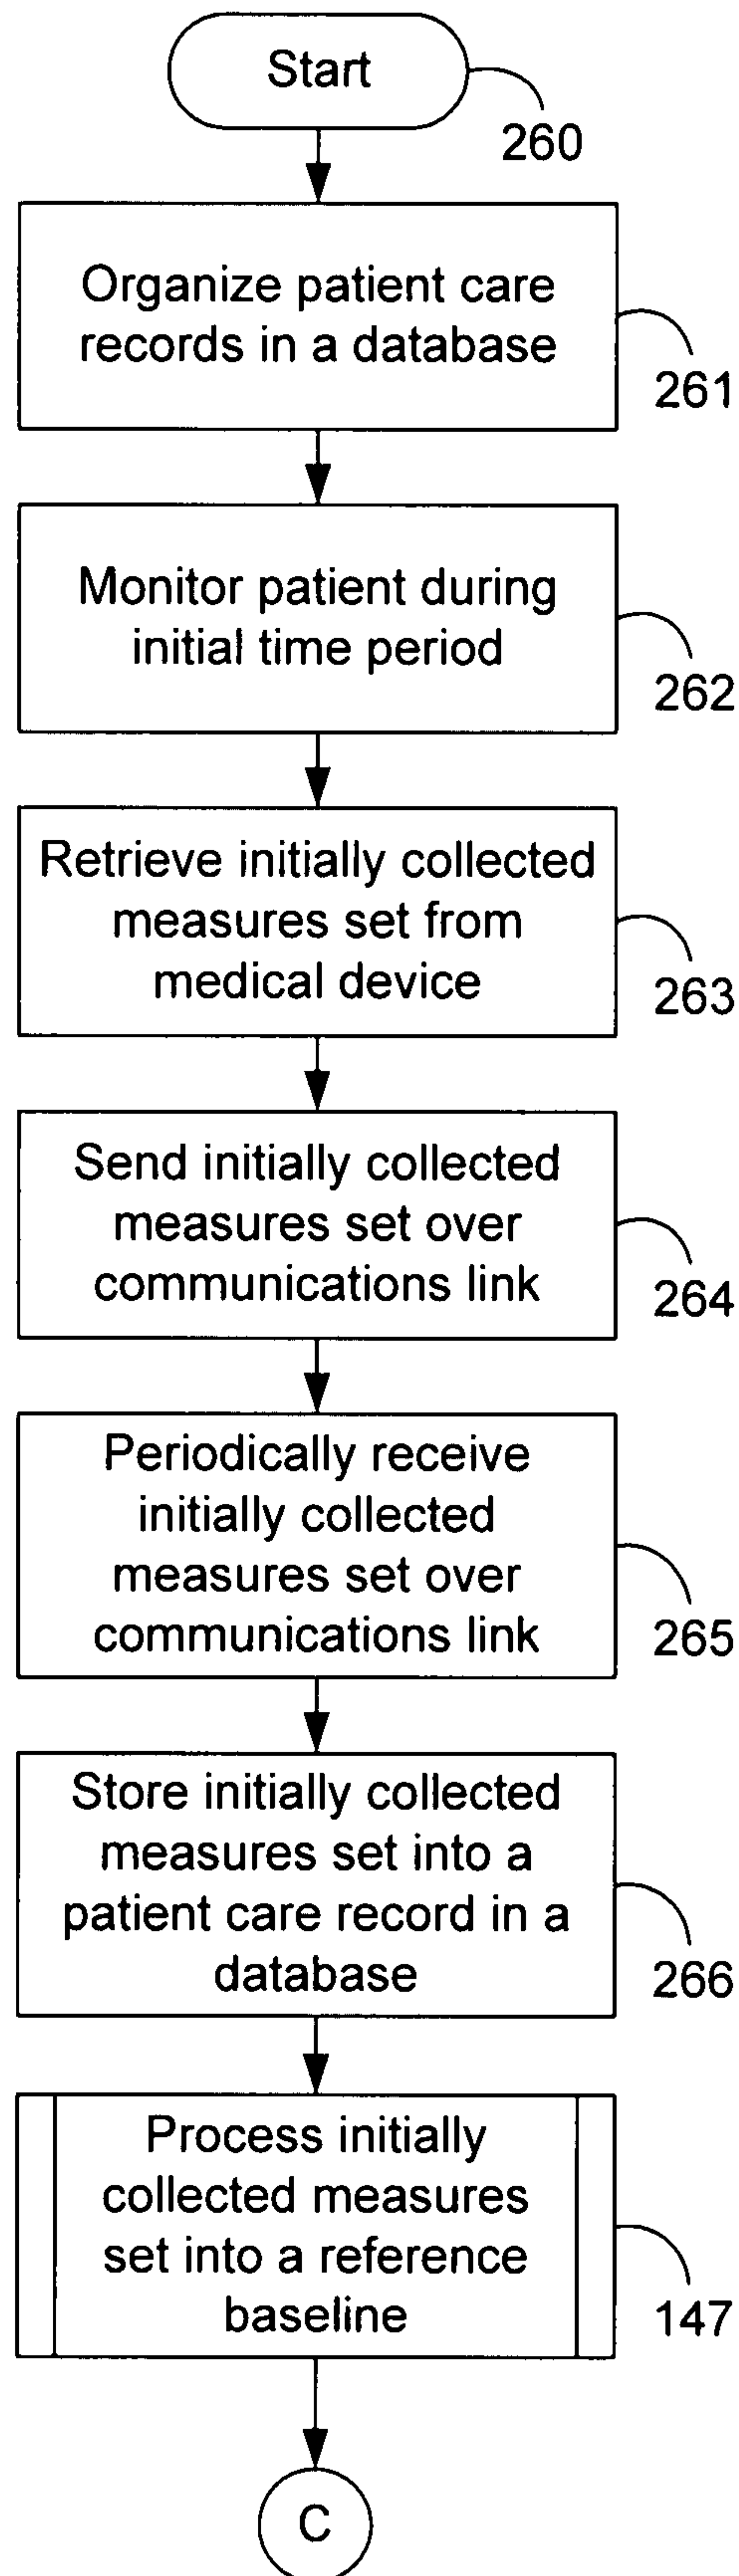 Start
260
Organize patient care
records in a database
261
Monitor patient during
initial time period
262
Retrieve initially collected
measures set from
medical device
263
Send initially collected
measures set over
communications link
264
Periodically receive
initially collected
measures set over
communications link
265
Store initially collected
measures set into a
patient care record in a
database
266
Process initially
collected measures
set into a reference
baseline
147
C